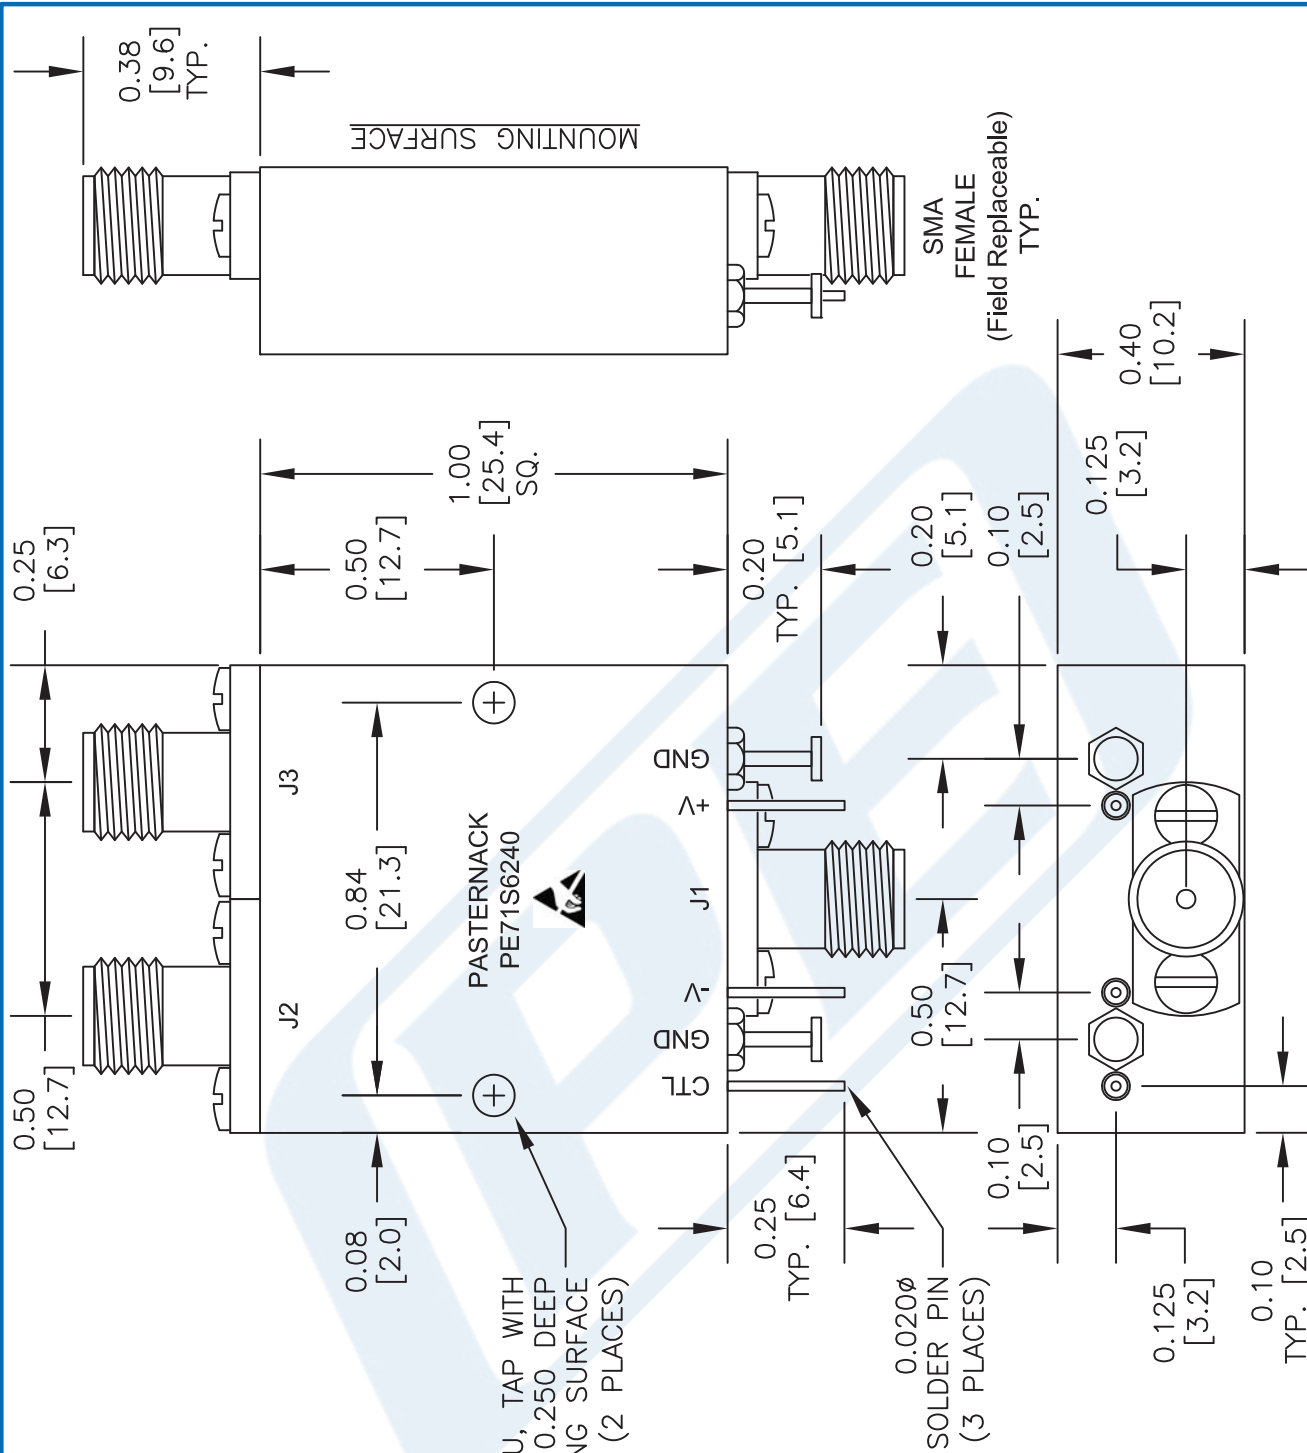 0.38
[9.6]
TYP.
MOUNTING SURFACE
SMA
FEMALE
(Field Replaceable)
TYP.
0.25
[6.3]
1.00
[25.4]
SQ.
0.50
[12.7]
0.20
TYP. [5.1]
0.20
[5.1]
0.10
[2.5]
0.125
[3.2]
0.40
[10.2]
J3
GND
+V
0.84
[21.3]
PASTERNACK
PE71S6240
J1
J2
-V
GND
CTL
0.50
[12.7]
0.50
[12.7]
0.08
[2.0]
0.25
TYP. [6.4]
0.10
[2.5]
0.125
[3.2]
0.10
TYP. [2.5]
U, TAP WITH
0.250 DEEP
NG SURFACE
(2 PLACES)
0.020ø
SOLDER PIN
(3 PLACES)
PE